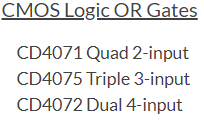 CMOS Logic OR Gates
CD4071 Quad 2-input
CD4075 Triple 3-input
CD4072 Dual 4-input